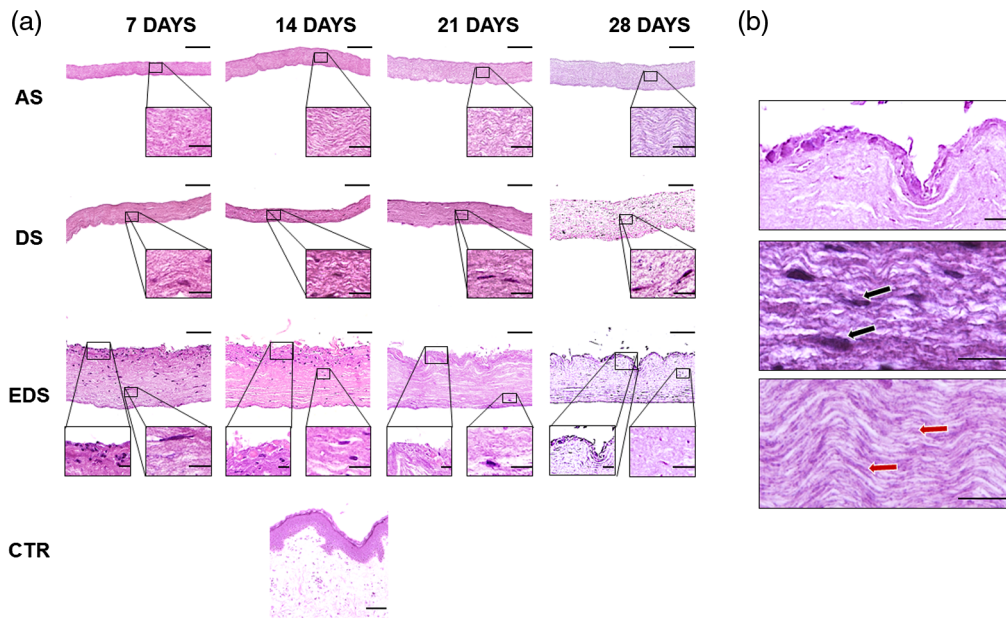 (a)
7 DAYS 14 DAYS 21 DAYS 28 DAYS
(b)
AS
DS
EDS
CTR